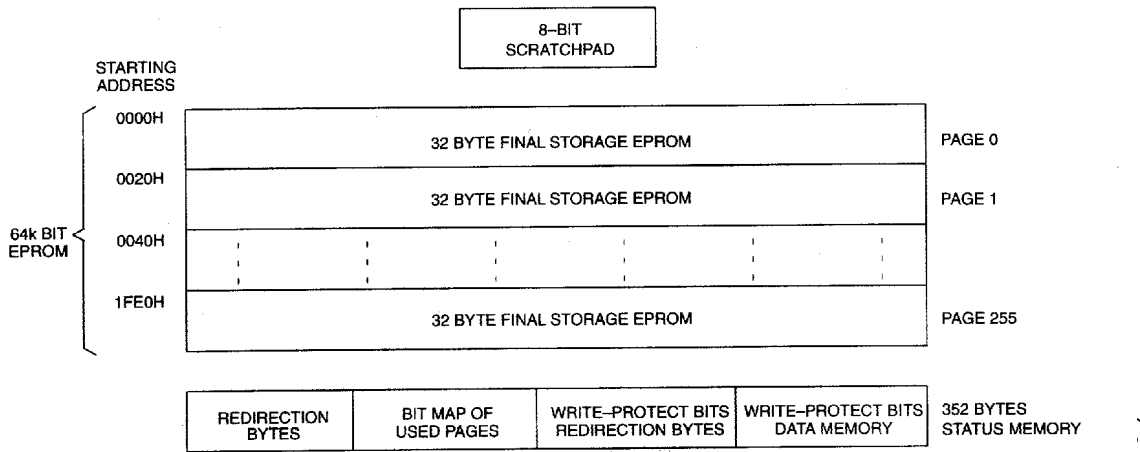 8–BIT
SCRATCHPAD
STARTING
ADDRESS
0000H
32 BYTE FINAL STORAGE EPROM
PAGE 0
0020H
32 BYTE FINAL STORAGE EPROM
PAGE 1
64k BIT
EPROM
0040H
1FE0H
32 BYTE FINAL STORAGE EPROM
PAGE 255
REDIRECTION
BYTES
BIT MAP OF
USED PAGES
WRITE–PROTECT BITS
REDIRECTION BYTES
WRITE–PROTECT BITS
DATA MEMORY
352 BYTES
STATUS MEMORY